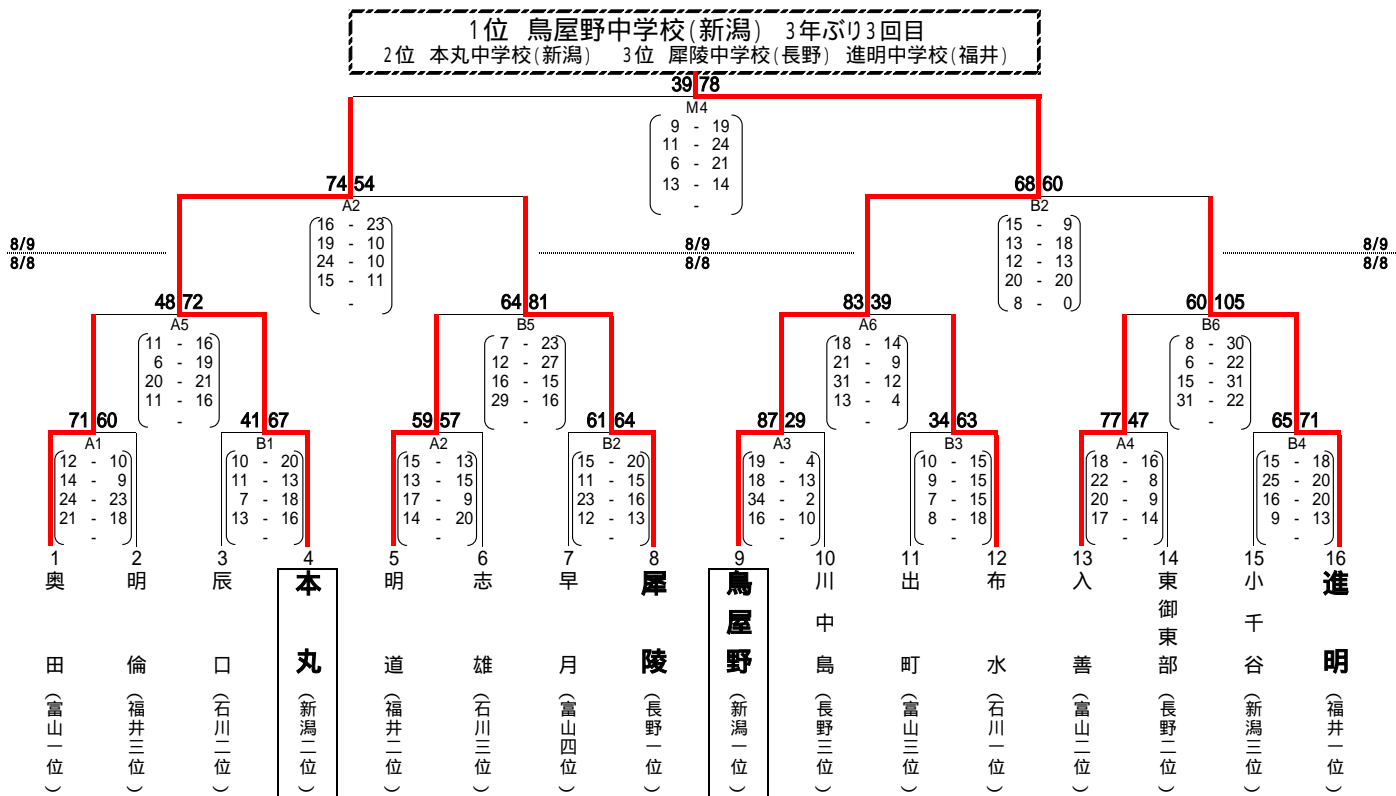 1位 鳥屋野中学校(新潟) 3年ぶり3回目
2位 本丸中学校(新潟) 3位 犀陵中学校(長野) 進明中学校(福井)
39 78
M4
9 - 19
11 - 24
6 - 21
13 - 14
-
74 54
A2
16 - 23
19 - 10
24 - 10
15 - 11
-
68 60
B2
15 - 9
13 - 18
12 - 13
20 - 20
8 - 0
8/9
8/8
8/9
8/8
8/9
8/8
48 72
A5
11 - 16
6 - 19
20 - 21
11 - 16
-
64 81
B5
7 - 23
12 - 27
16 - 15
29 - 16
-
83 39
A6
18 - 14
21 - 9
31 - 12
13 - 4
-
60 105
B6
8 - 30
6 - 22
15 - 31
31 - 22
-
71 60
A1
12 - 10
14 - 9
24 - 23
21 - 18
-
41 67
B1
10 - 20
11 - 13
7 - 18
13 - 16
-
59 57
A2
15 - 13
13 - 15
17 - 9
14 - 20
-
61 64
B2
15 - 20
11 - 15
23 - 16
12 - 13
-
87 29
A3
19 - 4
18 - 13
34 - 2
16 - 10
-
34 63
B3
10 - 15
9 - 15
7 - 15
8 - 18
-
77 47
A4
18 - 16
22 - 8
20 - 9
17 - 14
-
65 71
B4
15 - 18
25 - 20
16 - 20
9 - 13
-
1
奥田(富山一位)
2
明倫(福井三位)
3
辰口(石川二位)
4
本丸(新潟二位)
5
明道(福井二位)
6
志雄(石川三位)
7
早月(富山四位)
8
犀陵(長野一位)
9
鳥屋野(新潟一位)
10
川中島(長野三位)
11
出町(富山三位)
12
布水(石川一位)
13
入善(富山二位)
14
東御東部(長野二位)
15
小千谷(新潟三位)
16
進明(福井一位)